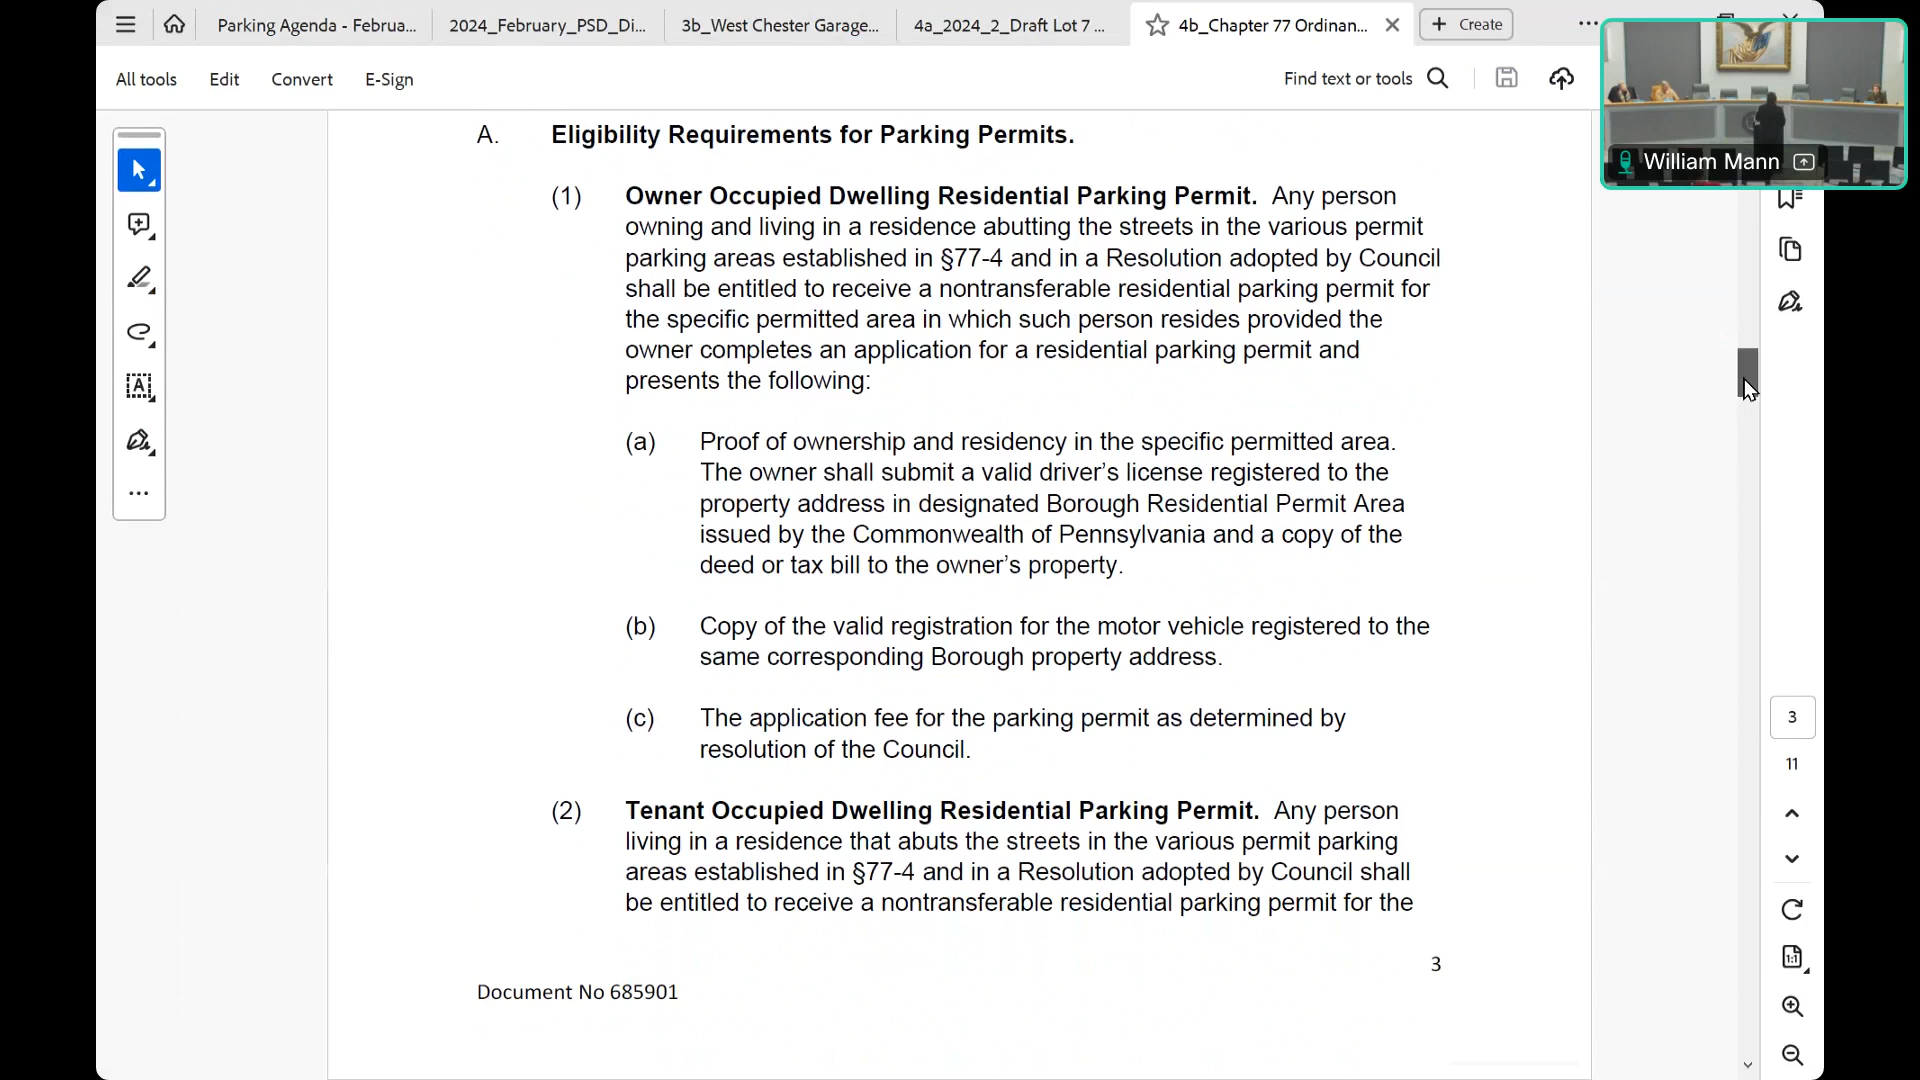 Parking Agenda - Februa...
2024_February_PSD_Di...
3b_West Chester Garage...
4a_2024_2_Draft Lot 7 ...
4b_Chapter 77 Ordinan...
Create
All tools
Edit
Convert
E-Sign
Find text or tools
William Mann
A. Eligibility Requirements for Parking Permits.
(1) Owner Occupied Dwelling Residential Parking Permit. Any person
owning and living in a residence abutting the streets in the various permit
parking areas established in §77-4 and in a Resolution adopted by Council
shall be entitled to receive a nontransferable residential parking permit for
the specific permitted area in which such person resides provided the
owner completes an application for a residential parking permit and
presents the following:
(a) Proof of ownership and residency in the specific permitted area.
The owner shall submit a valid driver’s license registered to the
property address in designated Borough Residential Permit Area
issued by the Commonwealth of Pennsylvania and a copy of the
deed or tax bill to the owner’s property.
(b) Copy of the valid registration for the motor vehicle registered to the
same corresponding Borough property address.
(c) The application fee for the parking permit as determined by
resolution of the Council.
(2) Tenant Occupied Dwelling Residential Parking Permit. Any person
living in a residence that abuts the streets in the various permit parking
areas established in §77-4 and in a Resolution adopted by Council shall
be entitled to receive a nontransferable residential parking permit for the
3
Document No 685901
3
11